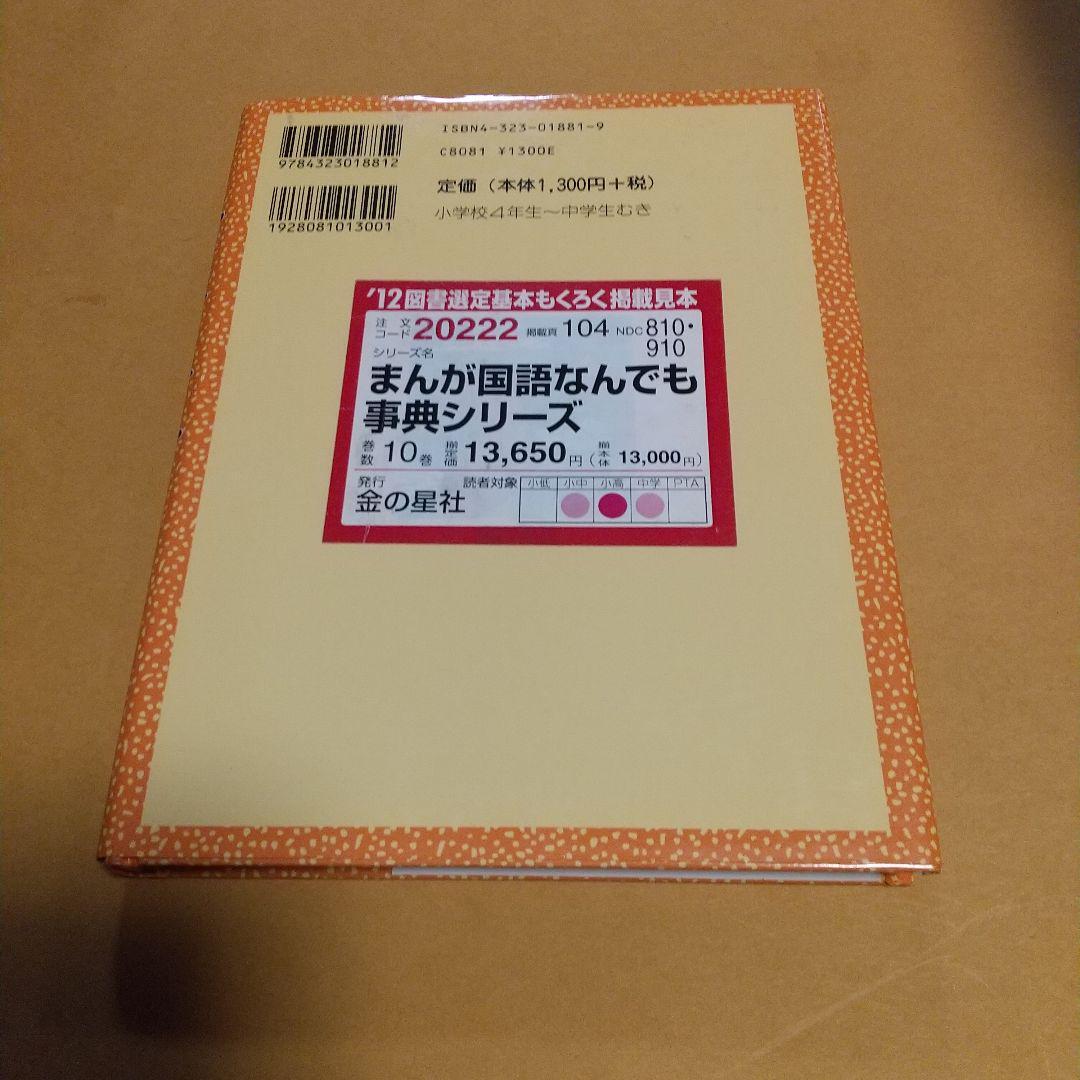 ISBN4-323-01881-9
9784323018812
C8081 ¥1300E
定価(本体1,300円+税)
1928081013001
小学校4年生〜中学生むき
'12図書選定基本もくろく掲載見本
注文コード 20222 掲載頁 104 NDC 810・910
シリーズ名
まんが国語なんでも
事典シリーズ
巻数 10巻 揃定価 13,650円(揃本体 13,000円)
発行 読者対象 小低 小中 小高 中学 PTA
金の星社